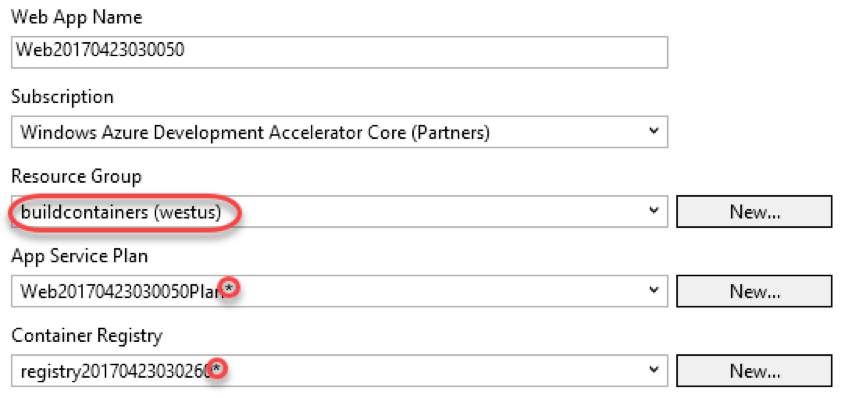 Web App Name
Web20170423030050
Subscription
Windows Azure Development Accelerator Core (Partners)
Resource Group
buildcontainers (westus)
New...
App Service Plan
Web20170423030050Plan*
New...
Container Registry
registry20170423030260*
New...